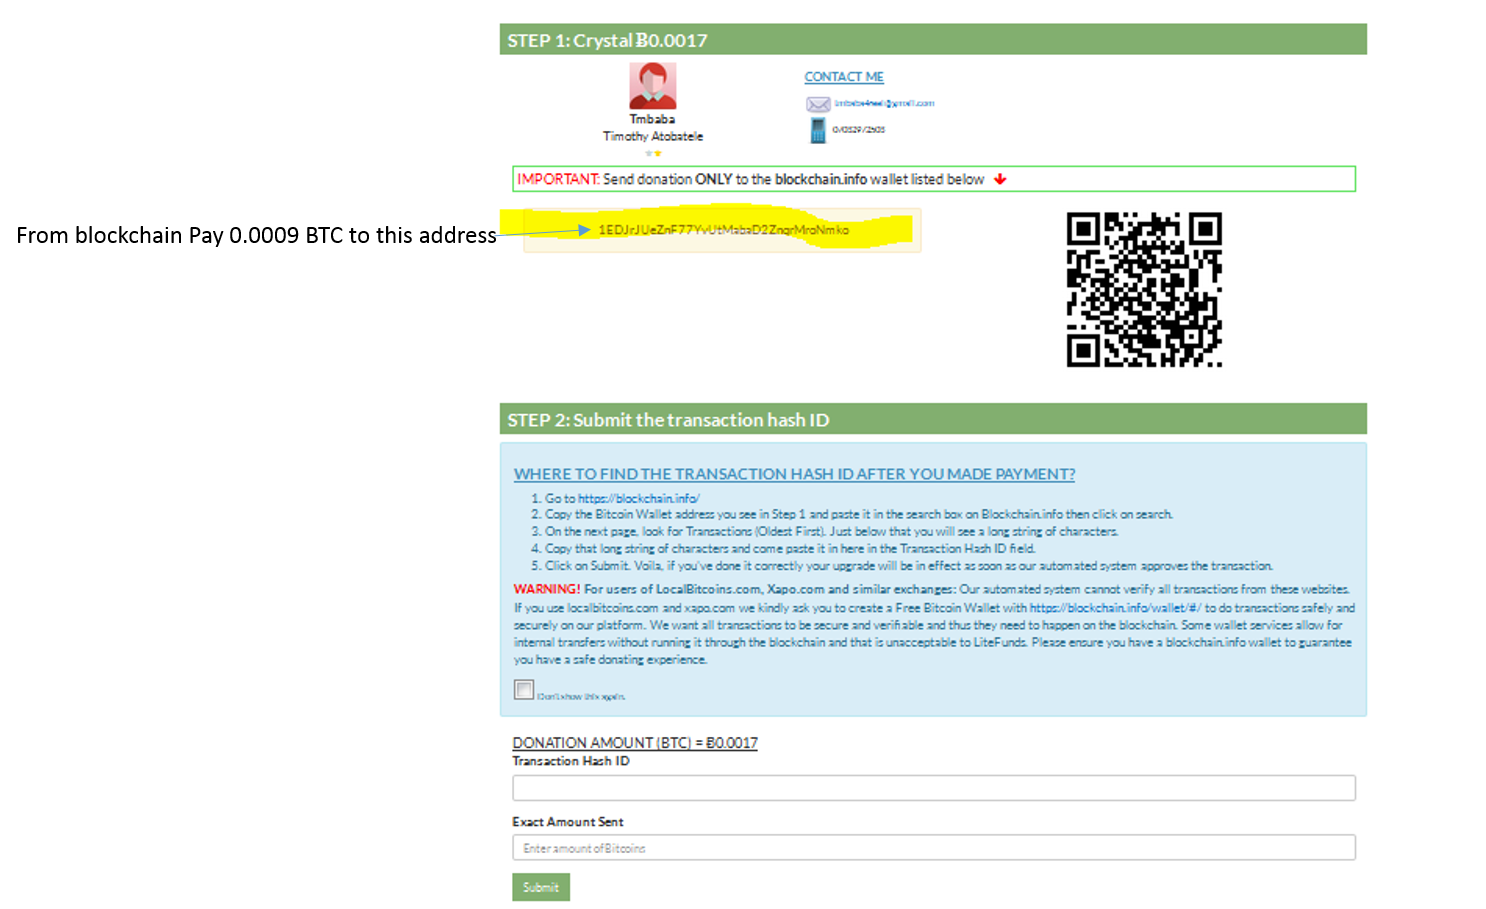 STEP 1: Crystal Ƀ0.0017
CONTACT ME
Tmbaba
Timothy Atobatele
IMPORTANT: Send donation ONLY to the blockchain.info wallet listed below
From blockchain Pay 0.0009 BTC to this address
STEP 2: Submit the transaction hash ID
WHERE TO FIND THE TRANSACTION HASH ID AFTER YOU MADE PAYMENT?
1. Go to https://blockchain.info/
2. Copy the Bitcoin Wallet address you see in Step 1 and paste it in the search box on Blockchain.info then click on search.
3. On the next page, look for Transactions (Oldest First). Just below that you will see a long string of characters.
4. Copy that long string of characters and come paste it in here in the Transaction Hash ID field.
5. Click on Submit. Voila, if you've done it correctly your upgrade will be in effect as soon as our automated system approves the transaction.
WARNING! For users of LocalBitcoins.com, Xapo.com and similar exchanges: Our automated system cannot verify all transactions from these websites.
If you use localbitcoins.com and xapo.com we kindly ask you to create a Free Bitcoin Wallet with https://blockchain.info/wallet/#/ to do transactions safely and
securely on our platform. We want all transactions to be secure and verifiable and thus they need to happen on the blockchain. Some wallet services allow for
internal transfers without running it through the blockchain and that is unacceptable to LiteFunds. Please ensure you have a blockchain.info wallet to guarantee
you have a safe donating experience.
Don't show this again.
DONATION AMOUNT (BTC) = Ƀ0.0017
Transaction Hash ID
Exact Amount Sent
Enter amount of Bitcoins
Submit